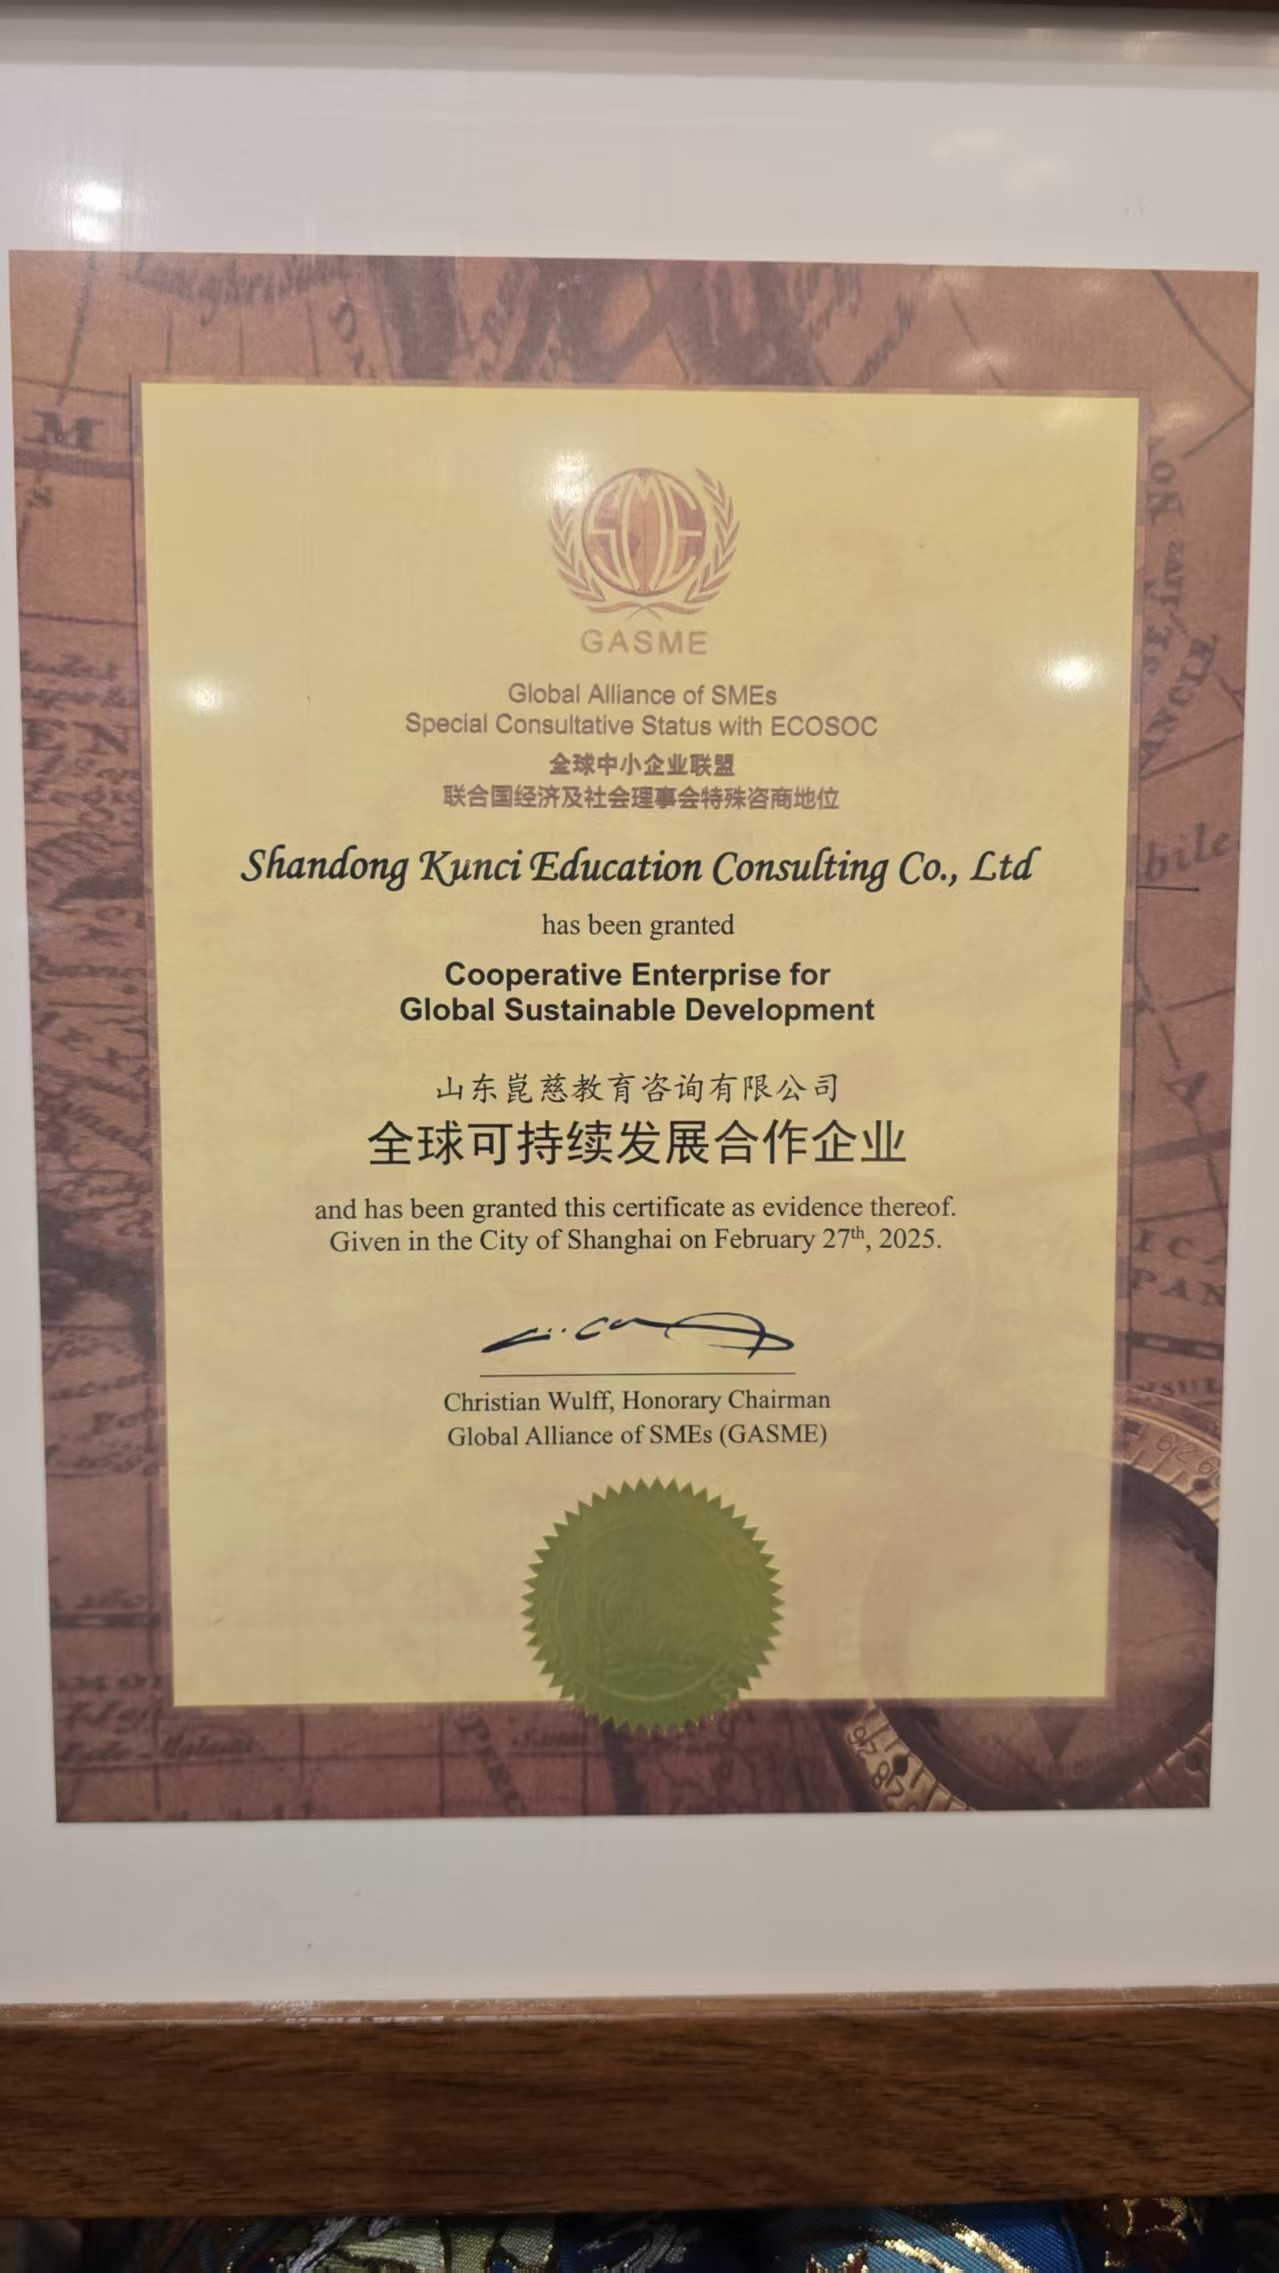 SME
GASME
Global Alliance of SMEs
Special Consultative Status with ECOSOC
全球中小企业联盟
联合国经济及社会理事会特殊咨商地位
Shandong Kunci Education Consulting Co., Ltd
has been granted
Cooperative Enterprise for
Global Sustainable Development
山东崑慈教育咨询有限公司
全球可持续发展合作企业
and has been granted this certificate as evidence thereof.
Given in the City of Shanghai on February 27th, 2025.
Christian Wulff, Honorary Chairman
Global Alliance of SMEs (GASME)